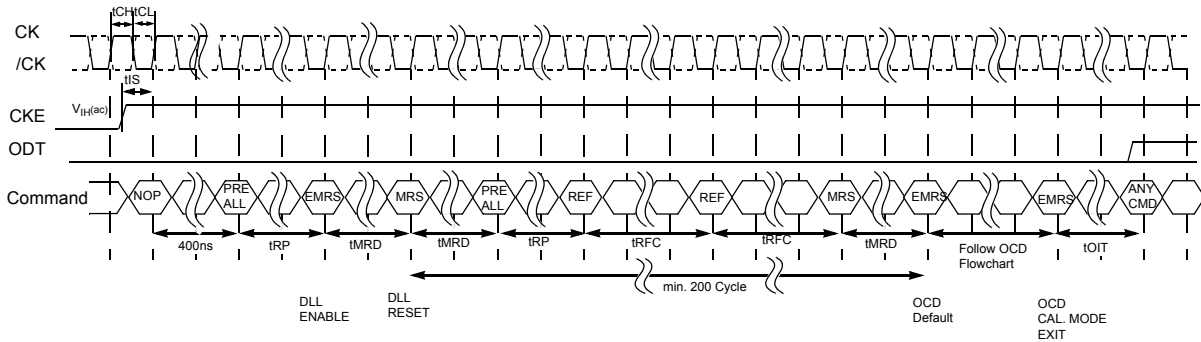 tCH tCL
CK
/CK
tIS
VIH(ac)
CKE
ODT
Command
NOP
PRE
ALL
EMRS
MRS
PRE
ALL
REF
REF
MRS
EMRS
EMRS
ANY
CMD
400ns
tRP
tMRD
tMRD
tRP
tRFC
tRFC
tMRD
Follow OCD
Flowchart
tOIT
min. 200 Cycle
DLL
ENABLE
DLL
RESET
OCD
Default
OCD
CAL. MODE
EXIT